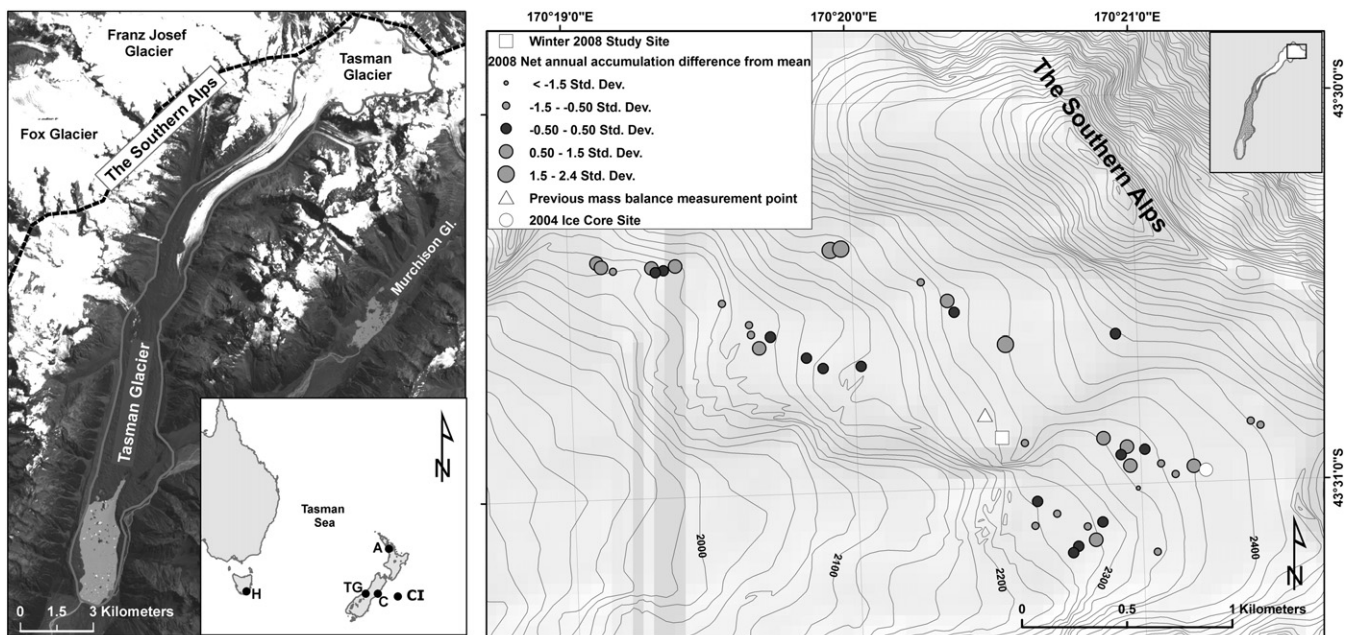 Franz Josef
Glacier
Tasman
Glacier
Fox Glacier
The Southern Alps
Murchison Gl.
Tasman Glacier
0 1.5 3 Kilometers
Tasman
Sea
A
TG
C
CI
H
N
170°19'0"E 170°20'0"E 170°21'0"E
Winter 2008 Study Site
2008 Net annual accumulation difference from mean
< -1.5 Std. Dev.
-1.5 - -0.50 Std. Dev.
-0.50 - 0.50 Std. Dev.
0.50 - 1.5 Std. Dev.
1.5 - 2.4 Std. Dev.
Previous mass balance measurement point
2004 Ice Core Site
The Southern Alps
43°30'0"S
43°31'0"S
2000
2100
2200
2300
2400
N
0 0.5 1 Kilometers